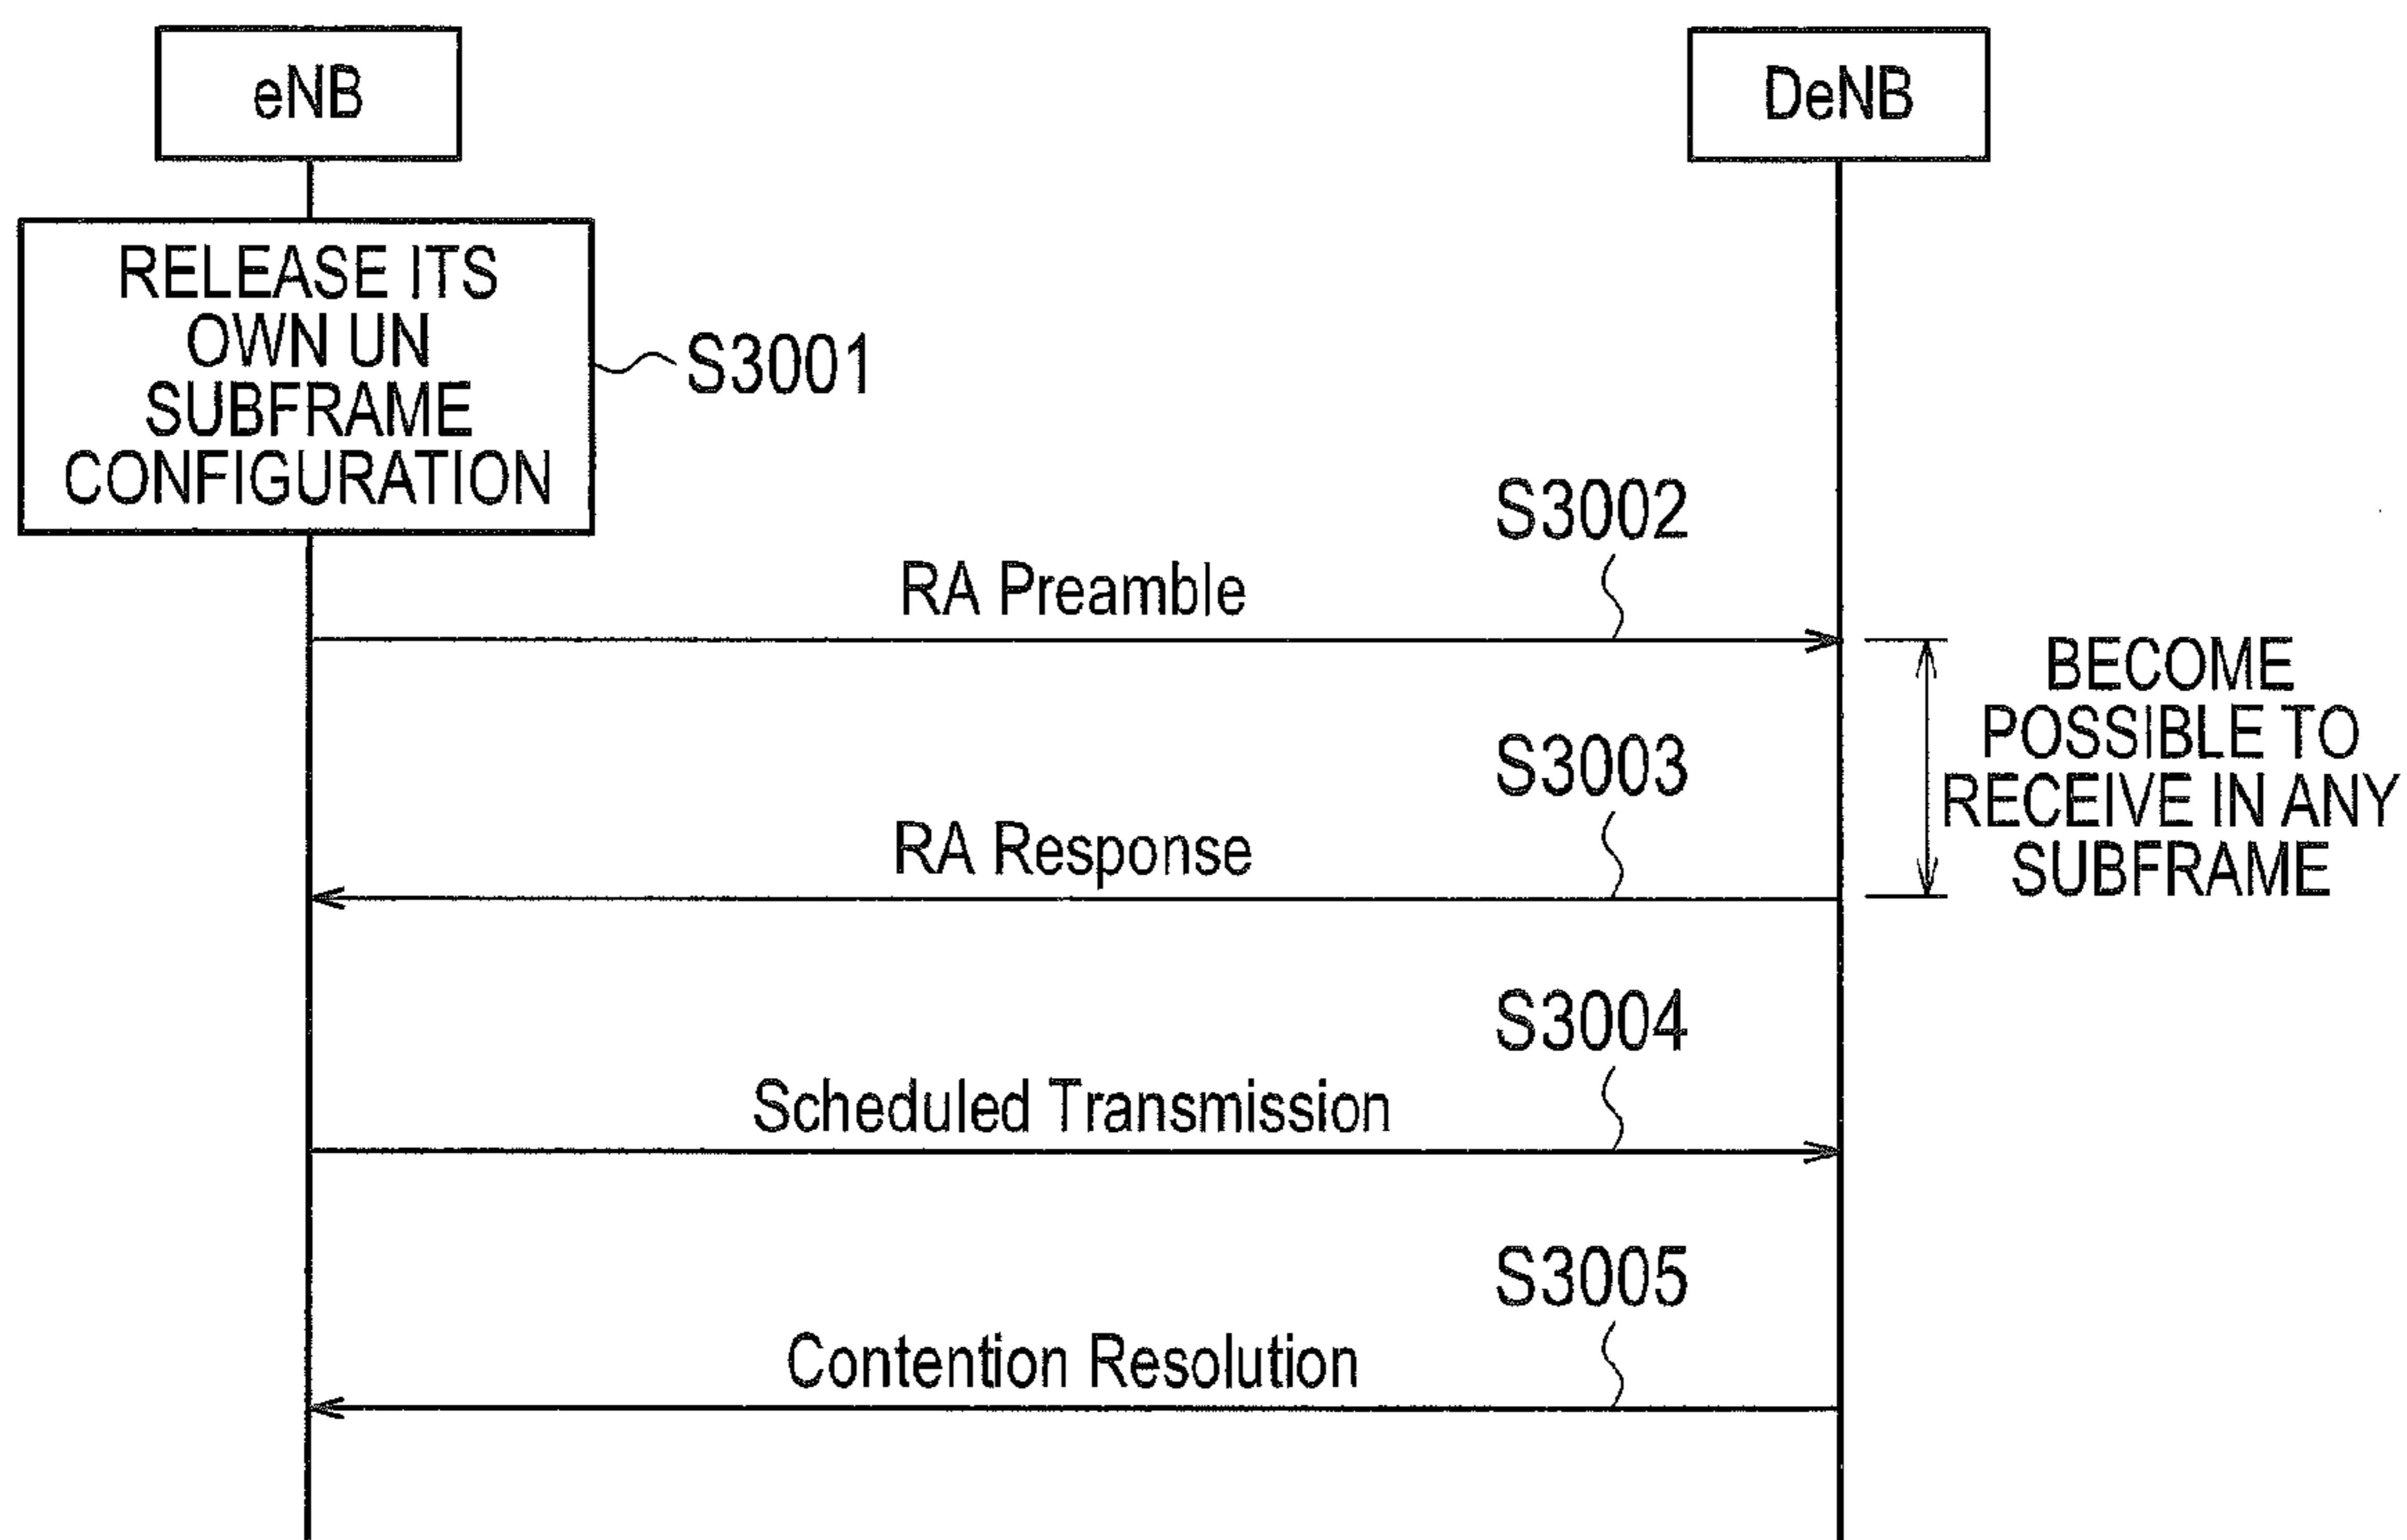 eNB
DeNB
RELEASE ITS
OWN UN
SUBFRAME
CONFIGURATION
S3001
S3002
RA Preamble
BECOME
POSSIBLE TO
RECEIVE IN ANY
SUBFRAME
S3003
RA Response
S3004
Scheduled Transmission
S3005
Contention Resolution